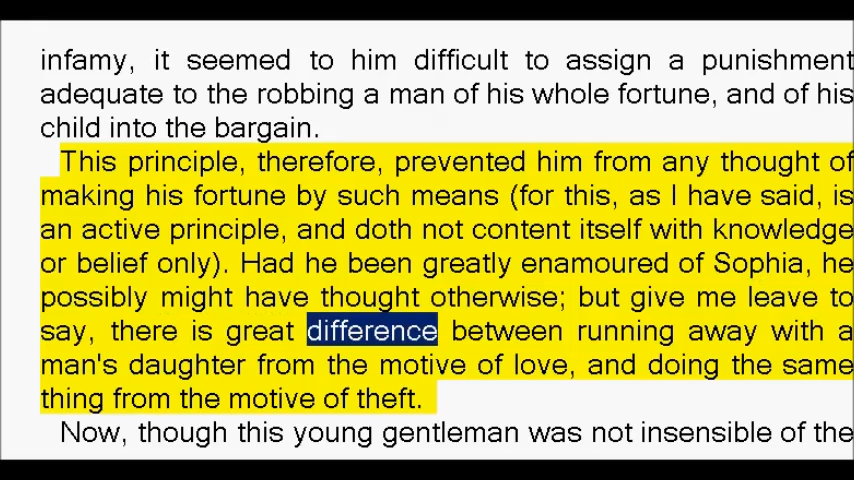 infamy, it seemed to him difficult to assign a punishment
adequate to the robbing a man of his whole fortune, and of his
child into the bargain.
This principle, therefore, prevented him from any thought of
making his fortune by such means (for this, as I have said, is
an active principle, and doth not content itself with knowledge
or belief only). Had he been greatly enamoured of Sophia, he
possibly might have thought otherwise; but give me leave to
say, there is great difference between running away with a
man's daughter from the motive of love, and doing the same
thing from the motive of theft.
Now, though this young gentleman was not insensible of the